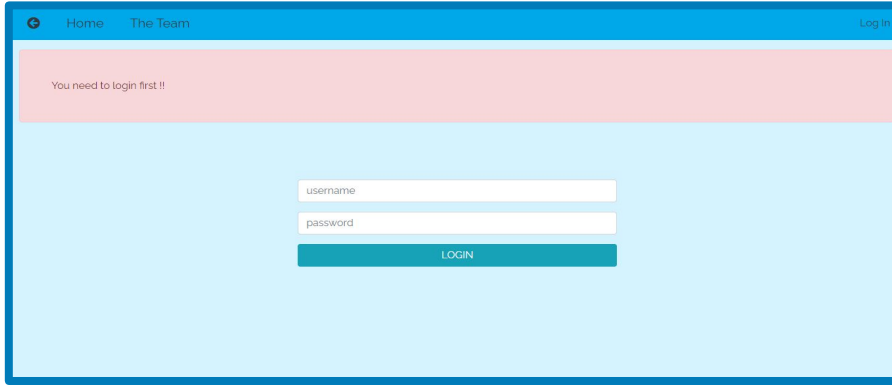 Home The Team Log In
You need to login first !!
username
password
LOGIN